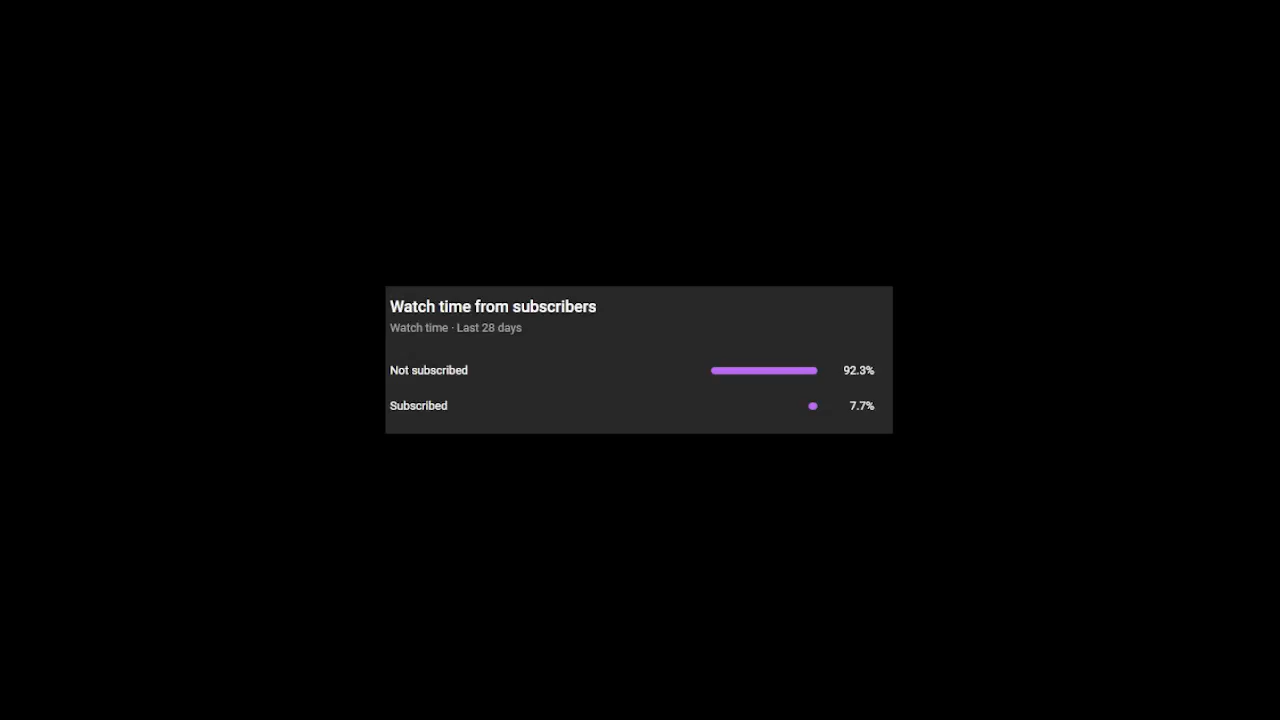 Watch time from subscribers
Watch time · Last 28 days
Not subscribed 92.3%
Subscribed 7.7%